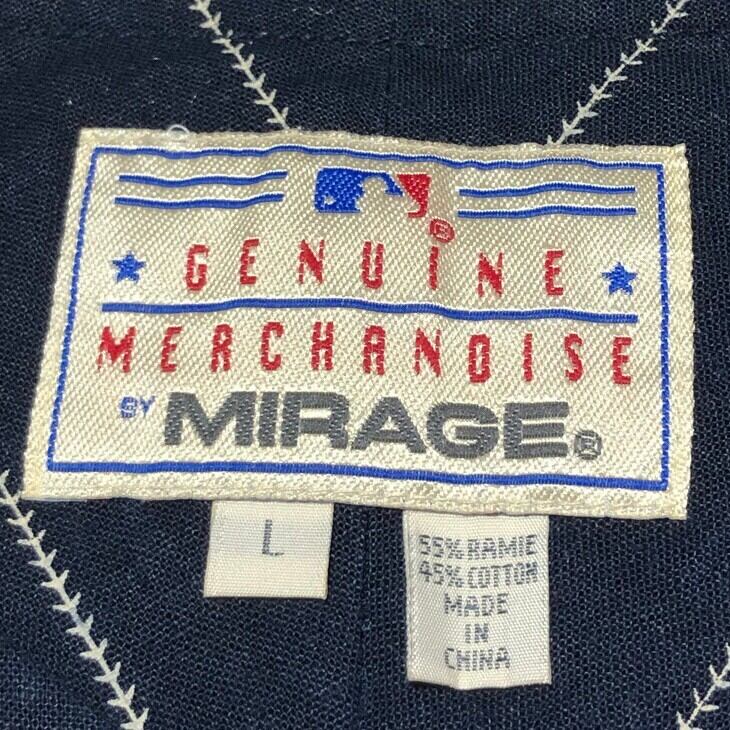 ®
GENUINE
MERCHANDISE
BY MIRAGE®
L
55% RAMIE
45% COTTON
MADE
IN
CHINA